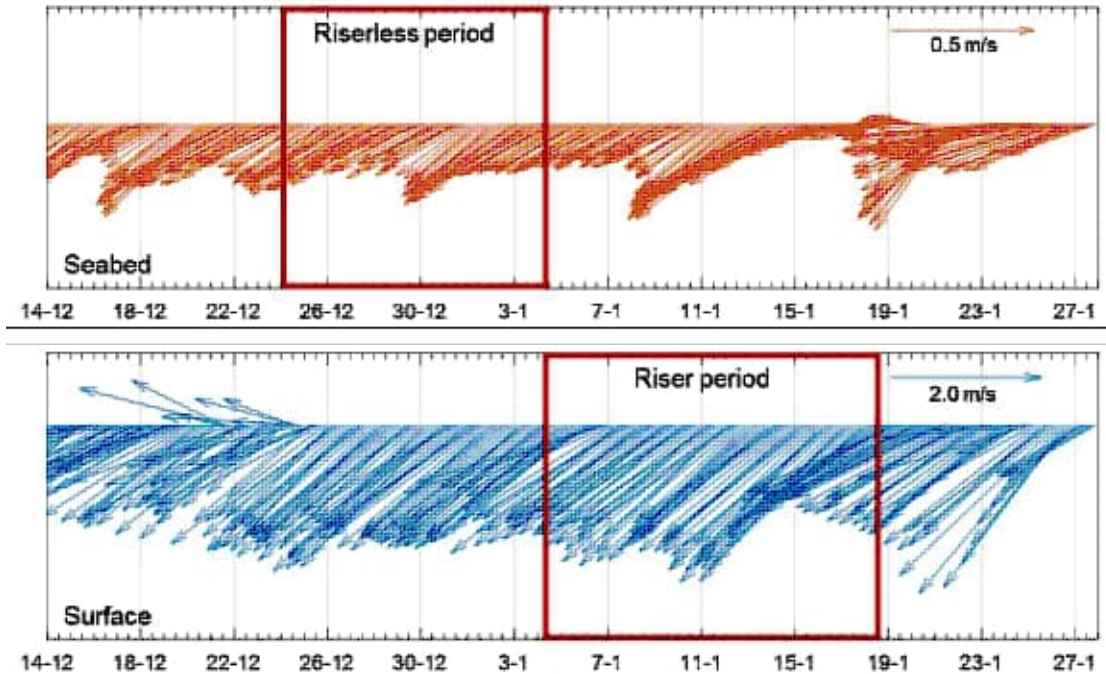 Riserless period
0.5 m/s
Seabed
14-12 18-12 22-12 26-12 30-12 3-1 7-1 11-1 15-1 19-1 23-1 27-1
Riser period
2.0 m/s
Surface
14-12 18-12 22-12 26-12 30-12 3-1 7-1 11-1 15-1 19-1 23-1 27-1